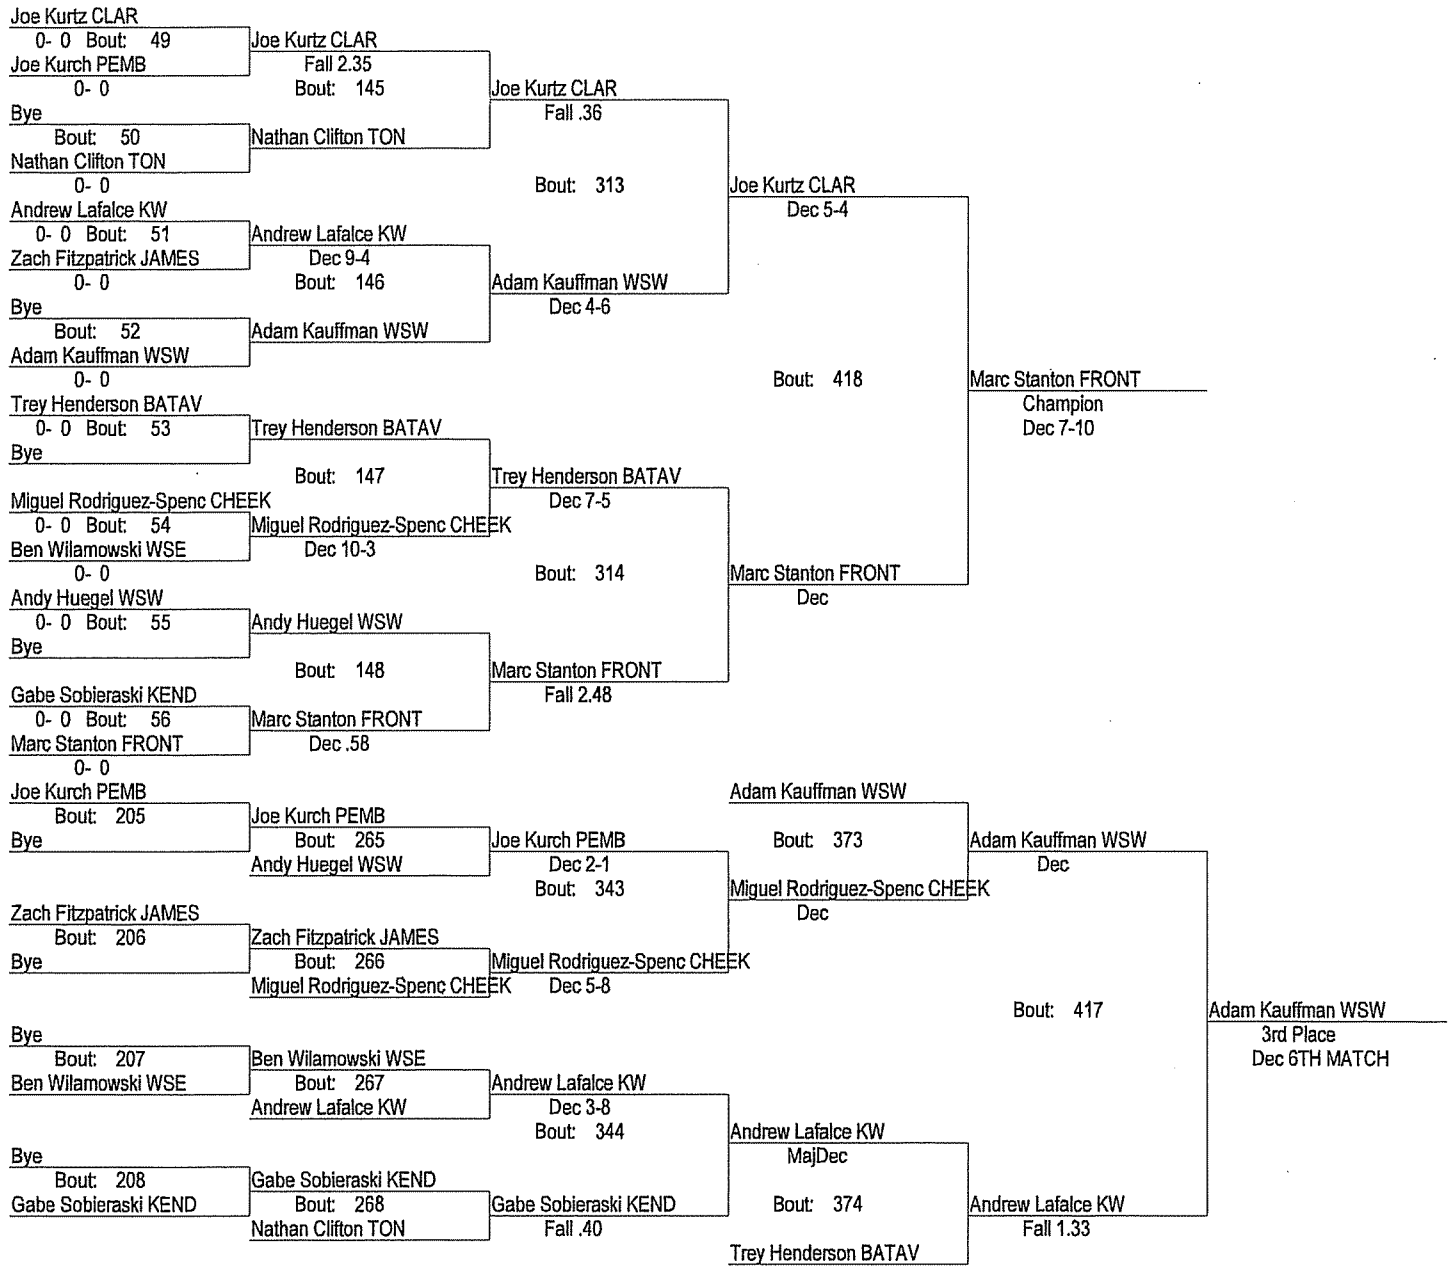 Joe Kurtz CLAR
0- 0 Bout: 49
Joe Kurch PEMB
0- 0
Bye
Bout: 50
Nathan Clifton TON
0- 0
Andrew Lafalce KW
0- 0 Bout: 51
Zach Fitzpatrick JAMES
0- 0
Bye
Bout: 52
Adam Kauffman WSW
0- 0
Trey Henderson BATAV
0- 0 Bout: 53
Bye
Miguel Rodriguez-Spenc CHEEK
0- 0 Bout: 54
Ben Wilamowski WSE
0- 0
Andy Huegel WSW
0- 0 Bout: 55
Bye
Gabe Sobieraski KEND
0- 0 Bout: 56
Marc Stanton FRONT
0- 0
Joe Kurtz CLAR
Fall 2.35
Bout: 145
Nathan Clifton TON
Andrew Lafalce KW
Dec 9-4
Bout: 146
Adam Kauffman WSW
Trey Henderson BATAV
Bout: 147
Miguel Rodriguez-Spenc CHEEK
Dec 10-3
Andy Huegel WSW
Bout: 148
Marc Stanton FRONT
Dec .58
Joe Kurtz CLAR
Fall .36
Bout: 313
Adam Kauffman WSW
Dec 4-6
Trey Henderson BATAV
Dec 7-5
Bout: 314
Marc Stanton FRONT
Fall 2.48
Joe Kurtz CLAR
Dec 5-4
Bout: 418
Marc Stanton FRONT
Dec
Marc Stanton FRONT
Champion
Dec 7-10
Joe Kurch PEMB
Bout: 205
Bye
Zach Fitzpatrick JAMES
Bout: 206
Bye
Bye
Bout: 207
Ben Wilamowski WSE
Bye
Bout: 208
Gabe Sobieraski KEND
Joe Kurch PEMB
Bout: 265
Andy Huegel WSW
Zach Fitzpatrick JAMES
Bout: 266
Miguel Rodriguez-Spenc CHEEK
Ben Wilamowski WSE
Bout: 267
Andrew Lafalce KW
Gabe Sobieraski KEND
Bout: 268
Nathan Clifton TON
Joe Kurch PEMB
Dec 2-1
Bout: 343
Miguel Rodriguez-Spenc CHEEK
Dec 5-8
Andrew Lafalce KW
Dec 3-8
Bout: 344
Gabe Sobieraski KEND
Fall .40
Adam Kauffman WSW
Bout: 373
Miguel Rodriguez-Spenc CHEEK
Dec
Andrew Lafalce KW
MajDec
Bout: 374
Trey Henderson BATAV
Adam Kauffman WSW
Dec
Bout: 417
Andrew Lafalce KW
Fall 1.33
Adam Kauffman WSW
3rd Place
Dec 6TH MATCH